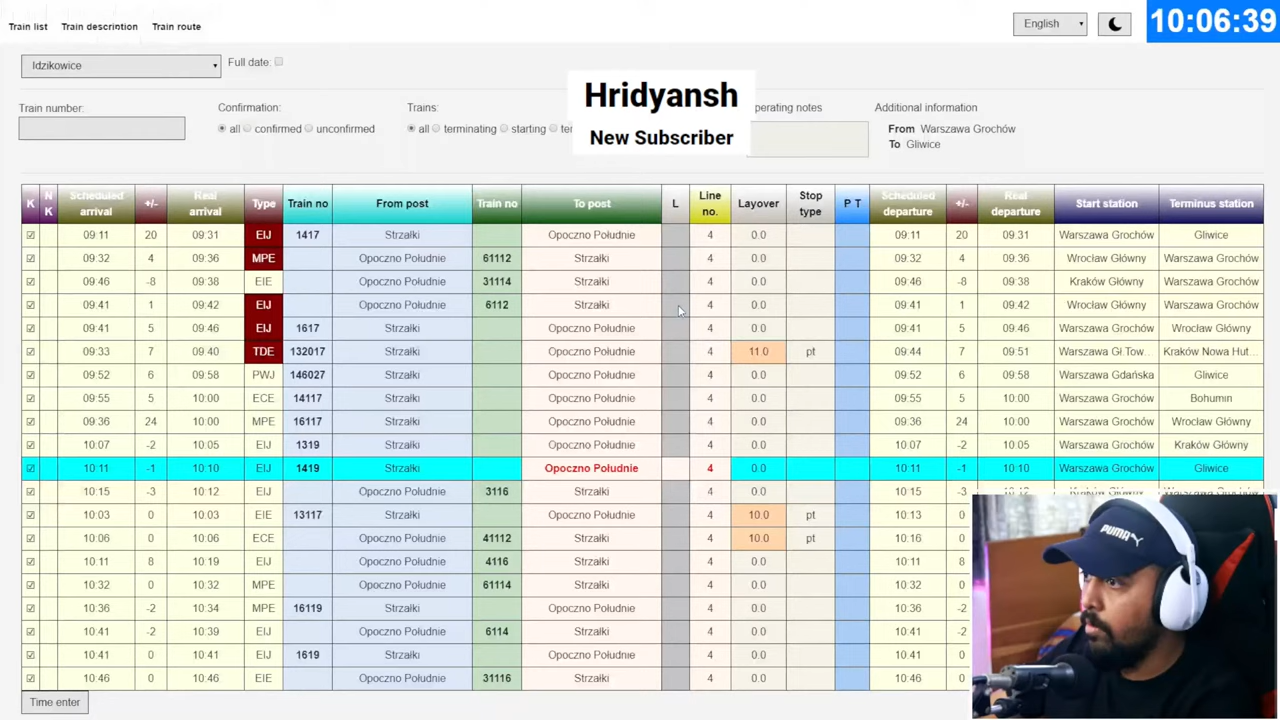 Train list Train description Train route English 10:06:39
Idzikowice Full date:
Hridyansh
New Subscriber
Train number: Confirmation: Trains: perating notes Additional information
all confirmed unconfirmed all terminating starting te From Warszawa Grochów
To Gliwice
K N K Scheduled arrival +/- Real arrival Type Train no From post Train no To post L Line no. Layover Stop type P T Scheduled departure +/- Real departure Start station Terminus station
09:11 20 09:31 EIJ 1417 Strzałki Opoczno Południe 4 0.0 09:11 20 09:31 Warszawa Grochów Gliwice
09:32 4 09:36 MPE Opoczno Południe 61112 Strzałki 4 0.0 09:32 4 09:36 Wrocław Główny Warszawa Grochów
09:46 -8 09:38 EIE Opoczno Południe 31114 Strzałki 4 0.0 09:46 -8 09:38 Kraków Główny Warszawa Grochów
09:41 1 09:42 EIJ Opoczno Południe 6112 Strzałki 4 0.0 09:41 1 09:42 Wrocław Główny Warszawa Grochów
09:41 5 09:46 EIJ 1617 Strzałki Opoczno Południe 4 0.0 09:41 5 09:46 Warszawa Grochów Wrocław Główny
09:33 7 09:40 TDE 132017 Strzałki Opoczno Południe 4 11.0 pt 09:44 7 09:51 Warszawa Gł.Tow... Kraków Nowa Hut...
09:52 6 09:58 PWJ 146027 Strzałki Opoczno Południe 4 0.0 09:52 6 09:58 Warszawa Gdańska Gliwice
09:55 5 10:00 ECE 14117 Strzałki Opoczno Południe 4 0.0 09:55 5 10:00 Warszawa Grochów Bohumin
09:36 24 10:00 MPE 16117 Strzałki Opoczno Południe 4 0.0 09:36 24 10:00 Warszawa Grochów Wrocław Główny
10:07 -2 10:05 EIJ 1319 Strzałki Opoczno Południe 4 0.0 10:07 -2 10:05 Warszawa Grochów Kraków Główny
10:11 -1 10:10 EIJ 1419 Strzałki Opoczno Południe 4 0.0 10:11 -1 10:10 Warszawa Grochów Gliwice
10:15 -3 10:12 EIJ Opoczno Południe 3116 Strzałki 4 0.0 10:15 -3 10:12 Kraków Główny Warszawa Grochów
10:03 0 10:03 EIE 13117 Strzałki Opoczno Południe 4 10.0 pt 10:13 0
10:06 0 10:06 ECE Opoczno Południe 41112 Strzałki 4 10.0 pt 10:16 0
10:11 8 10:19 EIJ Opoczno Południe 4116 Strzałki 4 0.0 10:11 8
10:32 0 10:32 MPE Opoczno Południe 61114 Strzałki 4 0.0 10:32 0
10:36 -2 10:34 MPE 16119 Strzałki Opoczno Południe 4 0.0 10:36 -2
10:41 -2 10:39 EIJ Opoczno Południe 6114 Strzałki 4 0.0 10:41 -2
10:41 0 10:41 EIJ 1619 Strzałki Opoczno Południe 4 0.0 10:41 0
10:46 0 10:46 EIE Opoczno Południe 31116 Strzałki 4 0.0 10:46 0
Time enter
PUMA